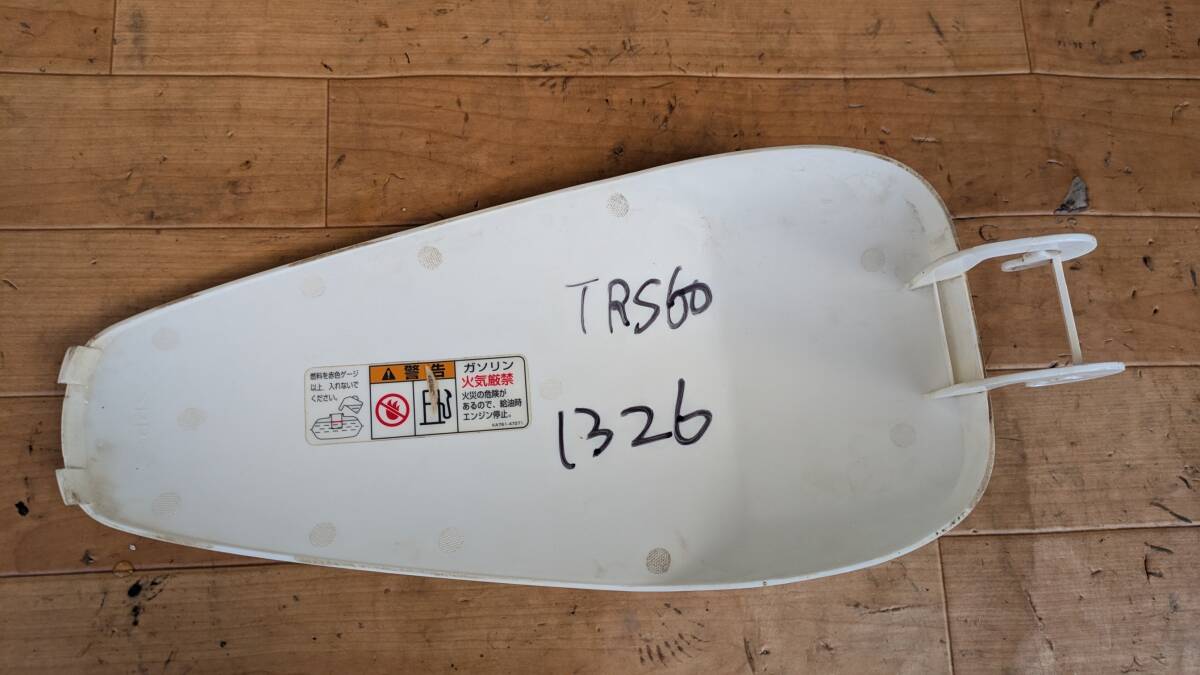 TRS60
1326
燃料を赤色ゲージ
以上、入れないで
ください。
警告
ガソリン
火気厳禁
火災の危険が
あるので、給油時
エンジン停止。